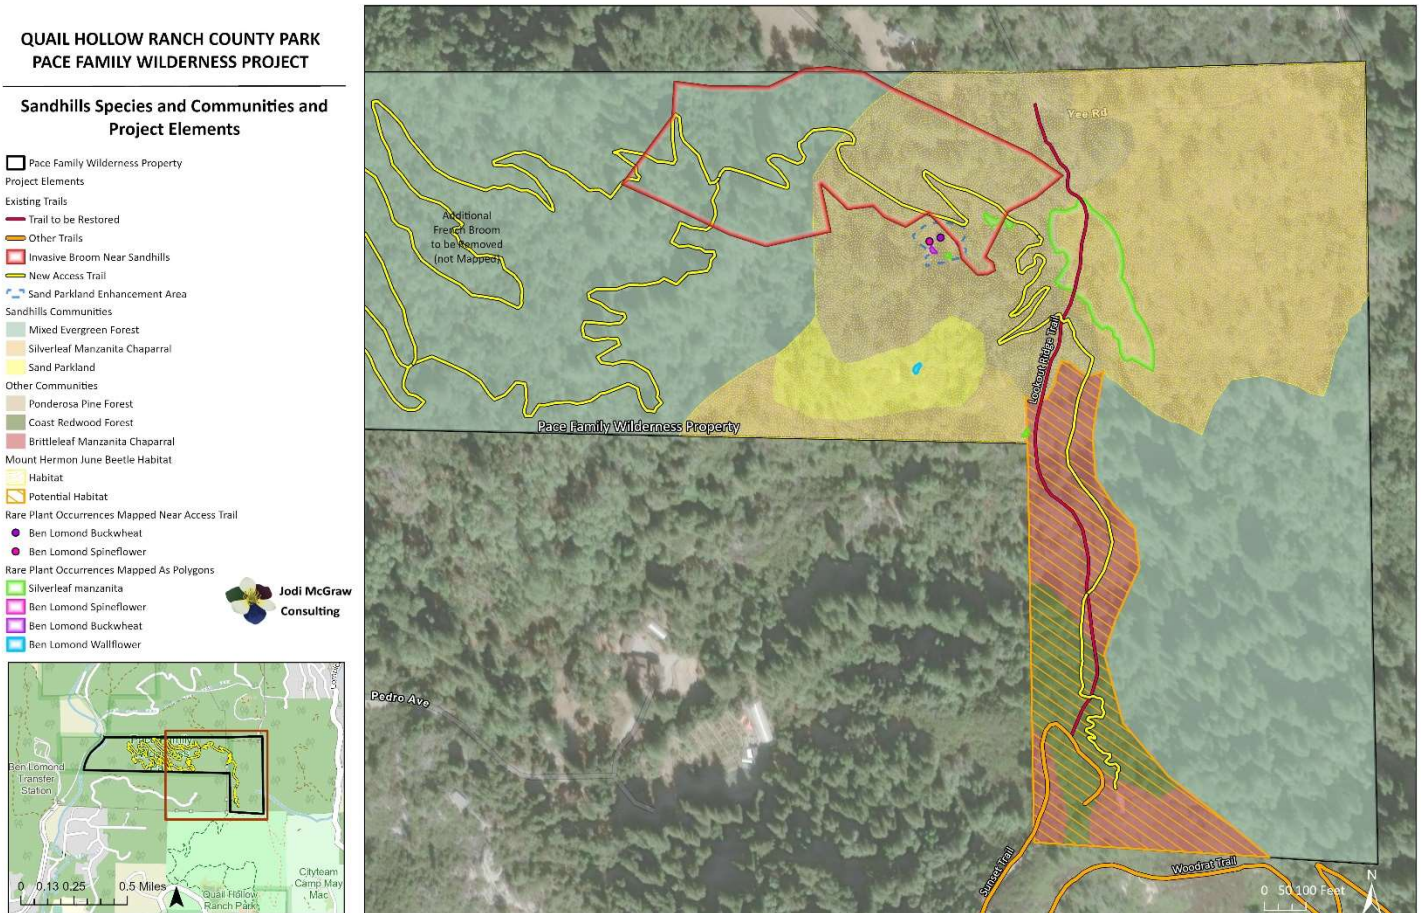 QUAIL HOLLOW RANCH COUNTY PARK
PACE FAMILY WILDERNESS PROJECT
Sandhills Species and Communities and
Project Elements
Pace Family Wilderness Property
Project Elements
Existing Trails
Trail to be Restored
Other Trails
Invasive Broom Near Sandhills
New Access Trail
Sand Parkland Enhancement Area
Sandhills Communities
Mixed Evergreen Forest
Silverleaf Manzanita Chaparral
Sand Parkland
Other Communities
Ponderosa Pine Forest
Coast Redwood Forest
Brittleleaf Manzanita Chaparral
Mount Hermon June Beetle Habitat
Habitat
Potential Habitat
Rare Plant Occurrences Mapped Near Access Trail
Ben Lomond Buckwheat
Ben Lomond Spineflower
Rare Plant Occurrences Mapped As Polygons
Silverleaf manzanita
Ben Lomond Spineflower
Ben Lomond Buckwheat
Ben Lomond Wallflower
Jodi McGraw
Consulting
Ben Lomond
Transfer
Station
Cityteam
Camp May
Mac
Quail Hollow
Ranch Park
0 0.13 0.25 0.5 Miles
Yee Rd
Additional
French Broom
to be Removed
(not Mapped)
Lookout Ridge Trail
Pace Family Wilderness Property
Pedro Ave
Sunset Trail
Woodrat Trail
N
0 50 100 Feet